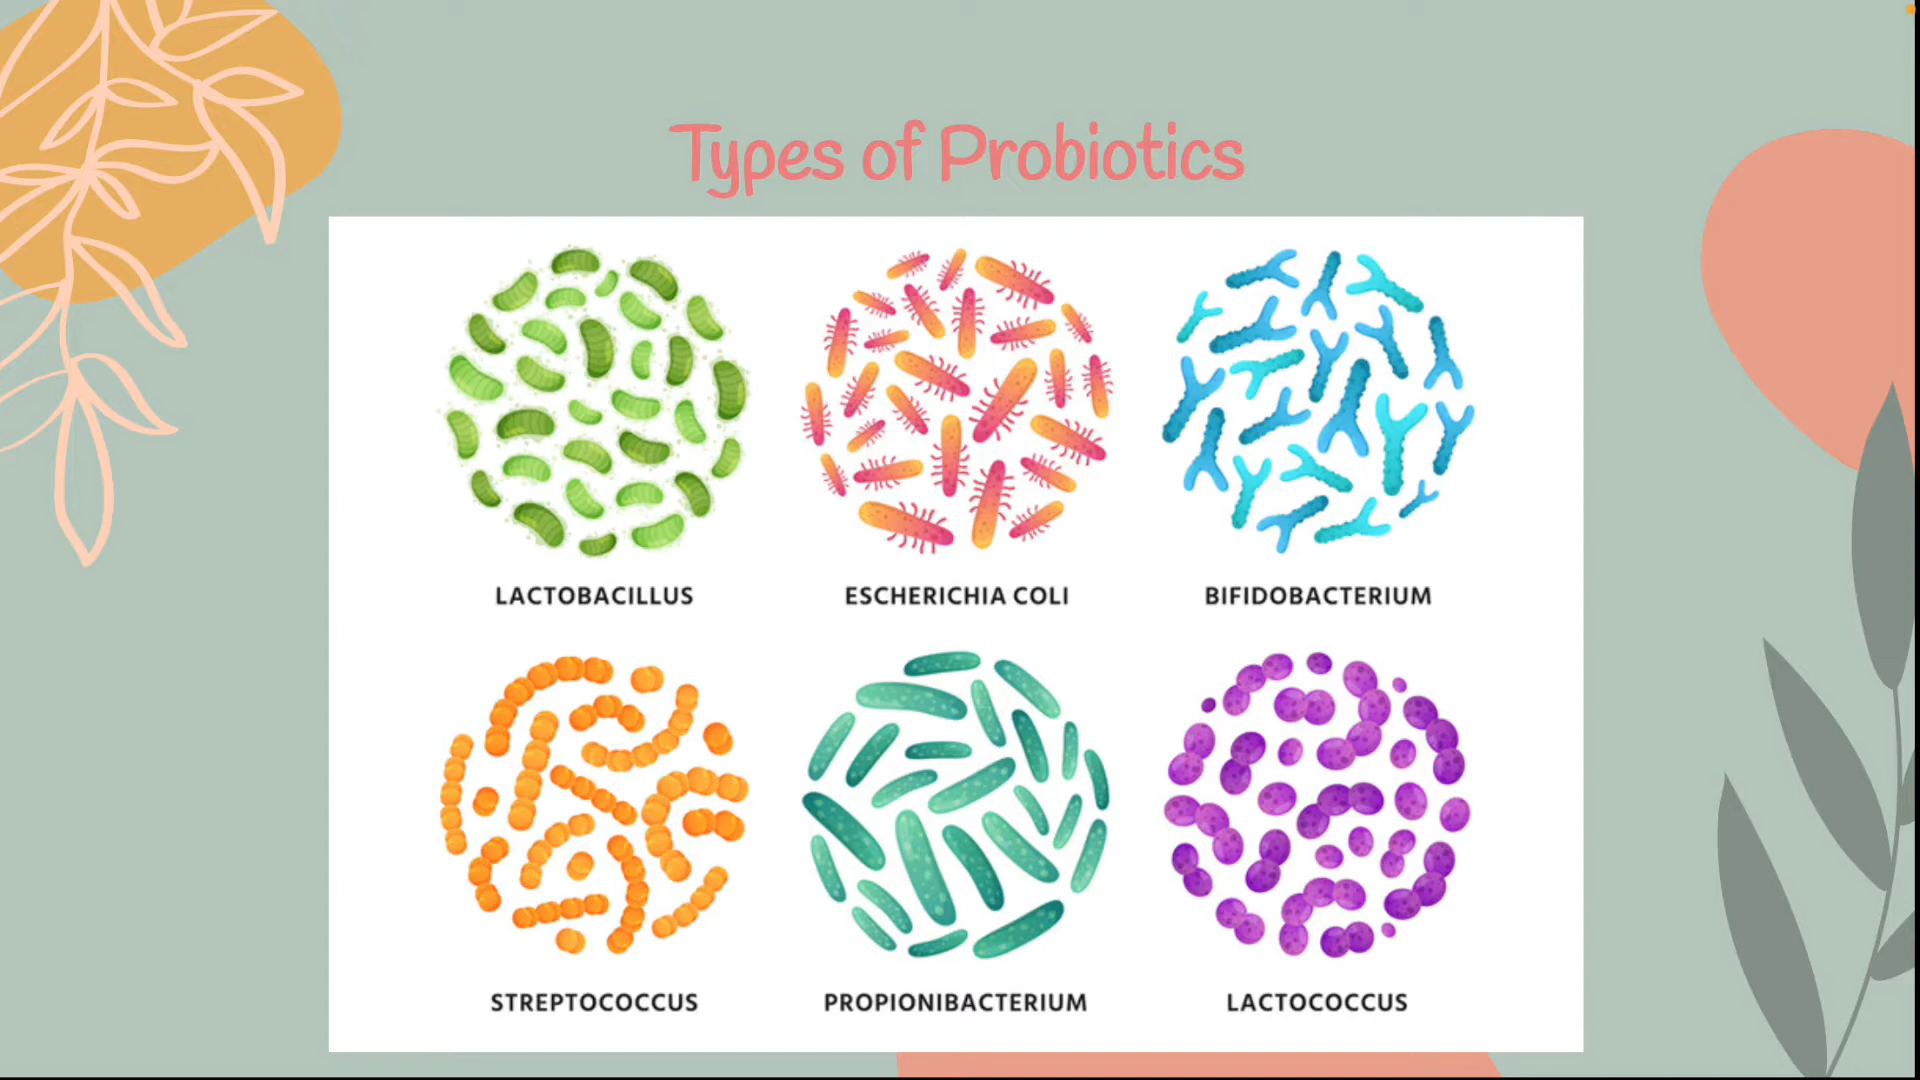 Types of Probiotics
LACTOBACILLUS
ESCHERICHIA COLI
BIFIDOBACTERIUM
STREPTOCOCCUS
PROPIONIBACTERIUM
LACTOCOCCUS